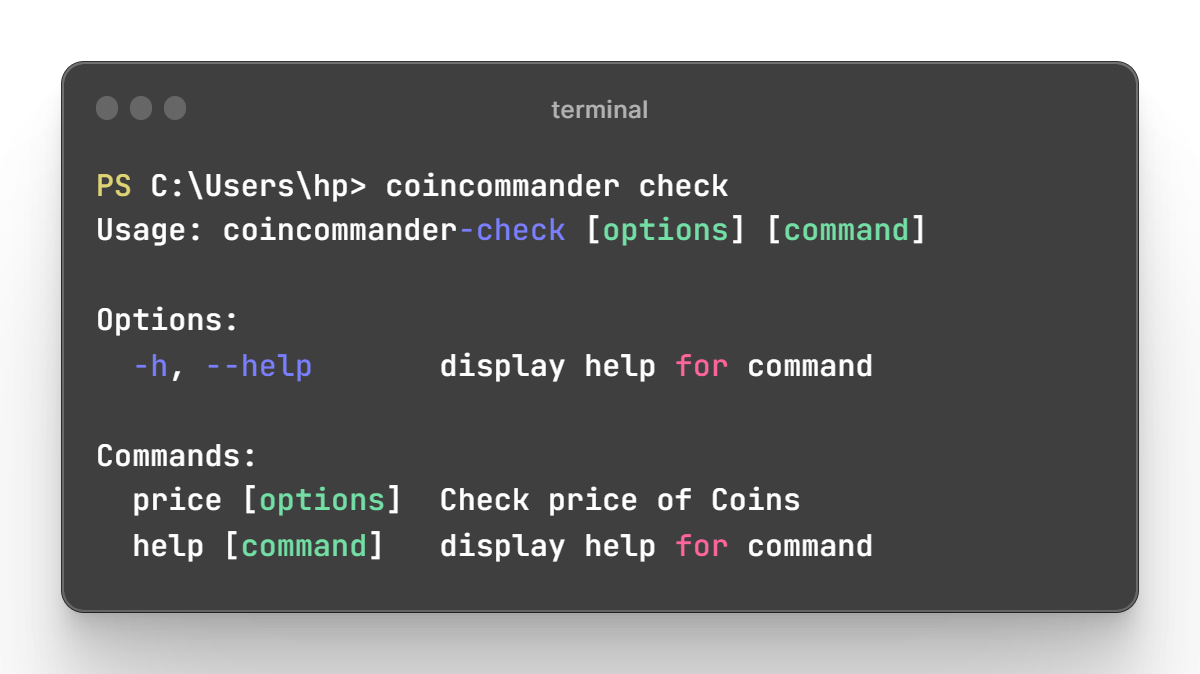 terminal
PS C:\Users\hp> coincommander check
Usage: coincommander-check [options] [command]
Options:
-h, --help display help for command
Commands:
price [options] Check price of Coins
help [command] display help for command